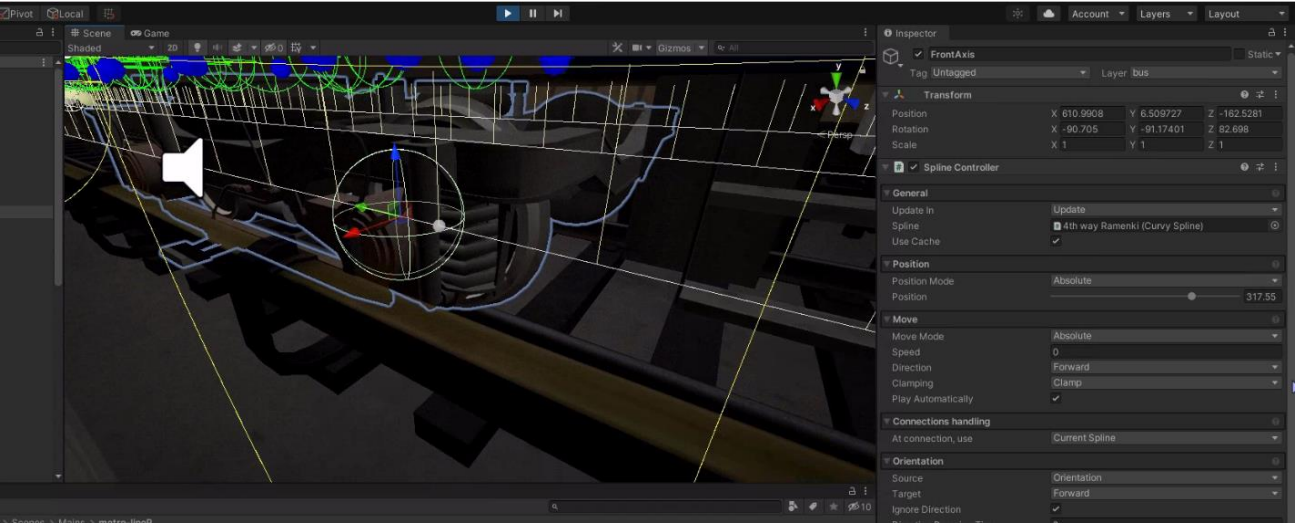 Pivot Local Account Layers Layout
Scene Game
Shaded 2D 0 Gizmos All
y
x z
Persp
Inspector
FrontAxis Static
Tag Untagged Layer bus
Transform
Position X 610.9908 Y 6.509727 Z -162.5281
Rotation X -90.705 Y -91.17401 Z 82.698
Scale X 1 Y 1 Z 1
Spline Controller
General
Update In Update
Spline 4th way Ramenki (Curvy Spline)
Use Cache
Position
Position Mode Absolute
Position 317.55
Move
Move Mode Absolute
Speed 0
Direction Forward
Clamping Clamp
Play Automatically
Connections handling
At connection, use Current Spline
Orientation
Source Orientation
Target Forward
Ignore Direction
10
> Scenes > Mains > metro_line9